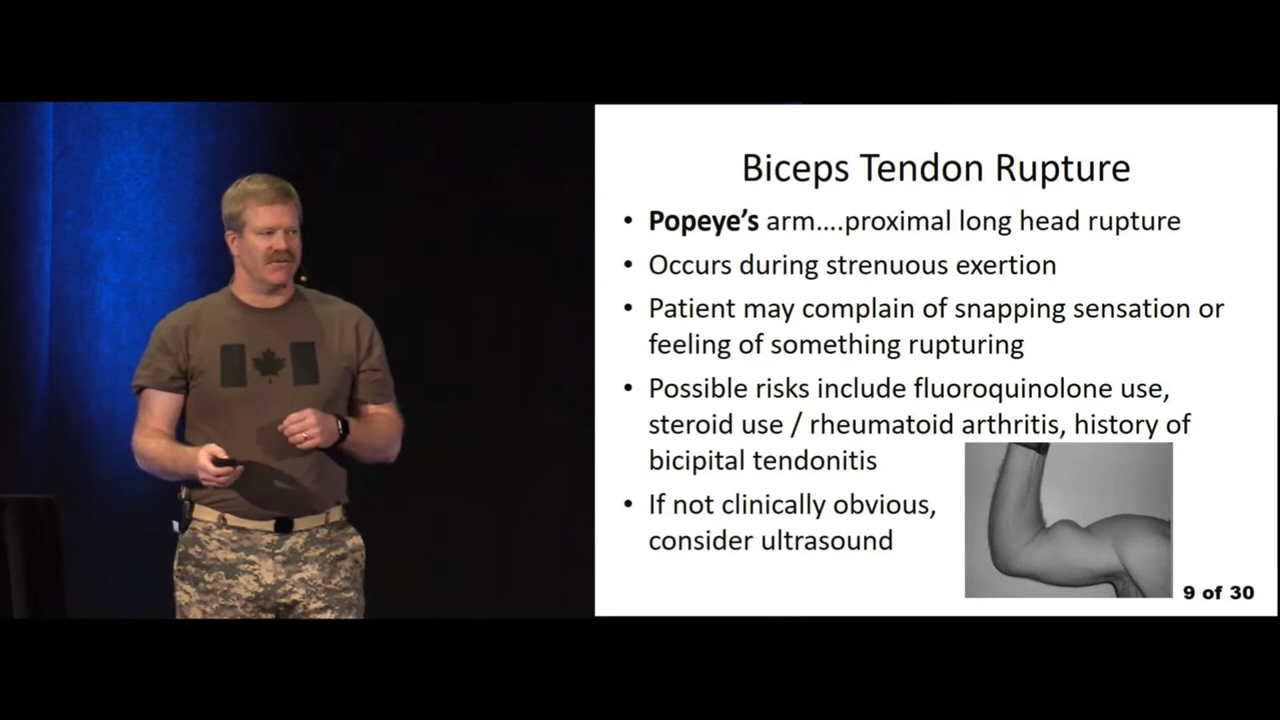 Biceps Tendon Rupture
• Popeye’s arm....proximal long head rupture
• Occurs during strenuous exertion
• Patient may complain of snapping sensation or
feeling of something rupturing
• Possible risks include fluoroquinolone use,
steroid use / rheumatoid arthritis, history of
bicipital tendonitis
• If not clinically obvious,
consider ultrasound
9 of 30